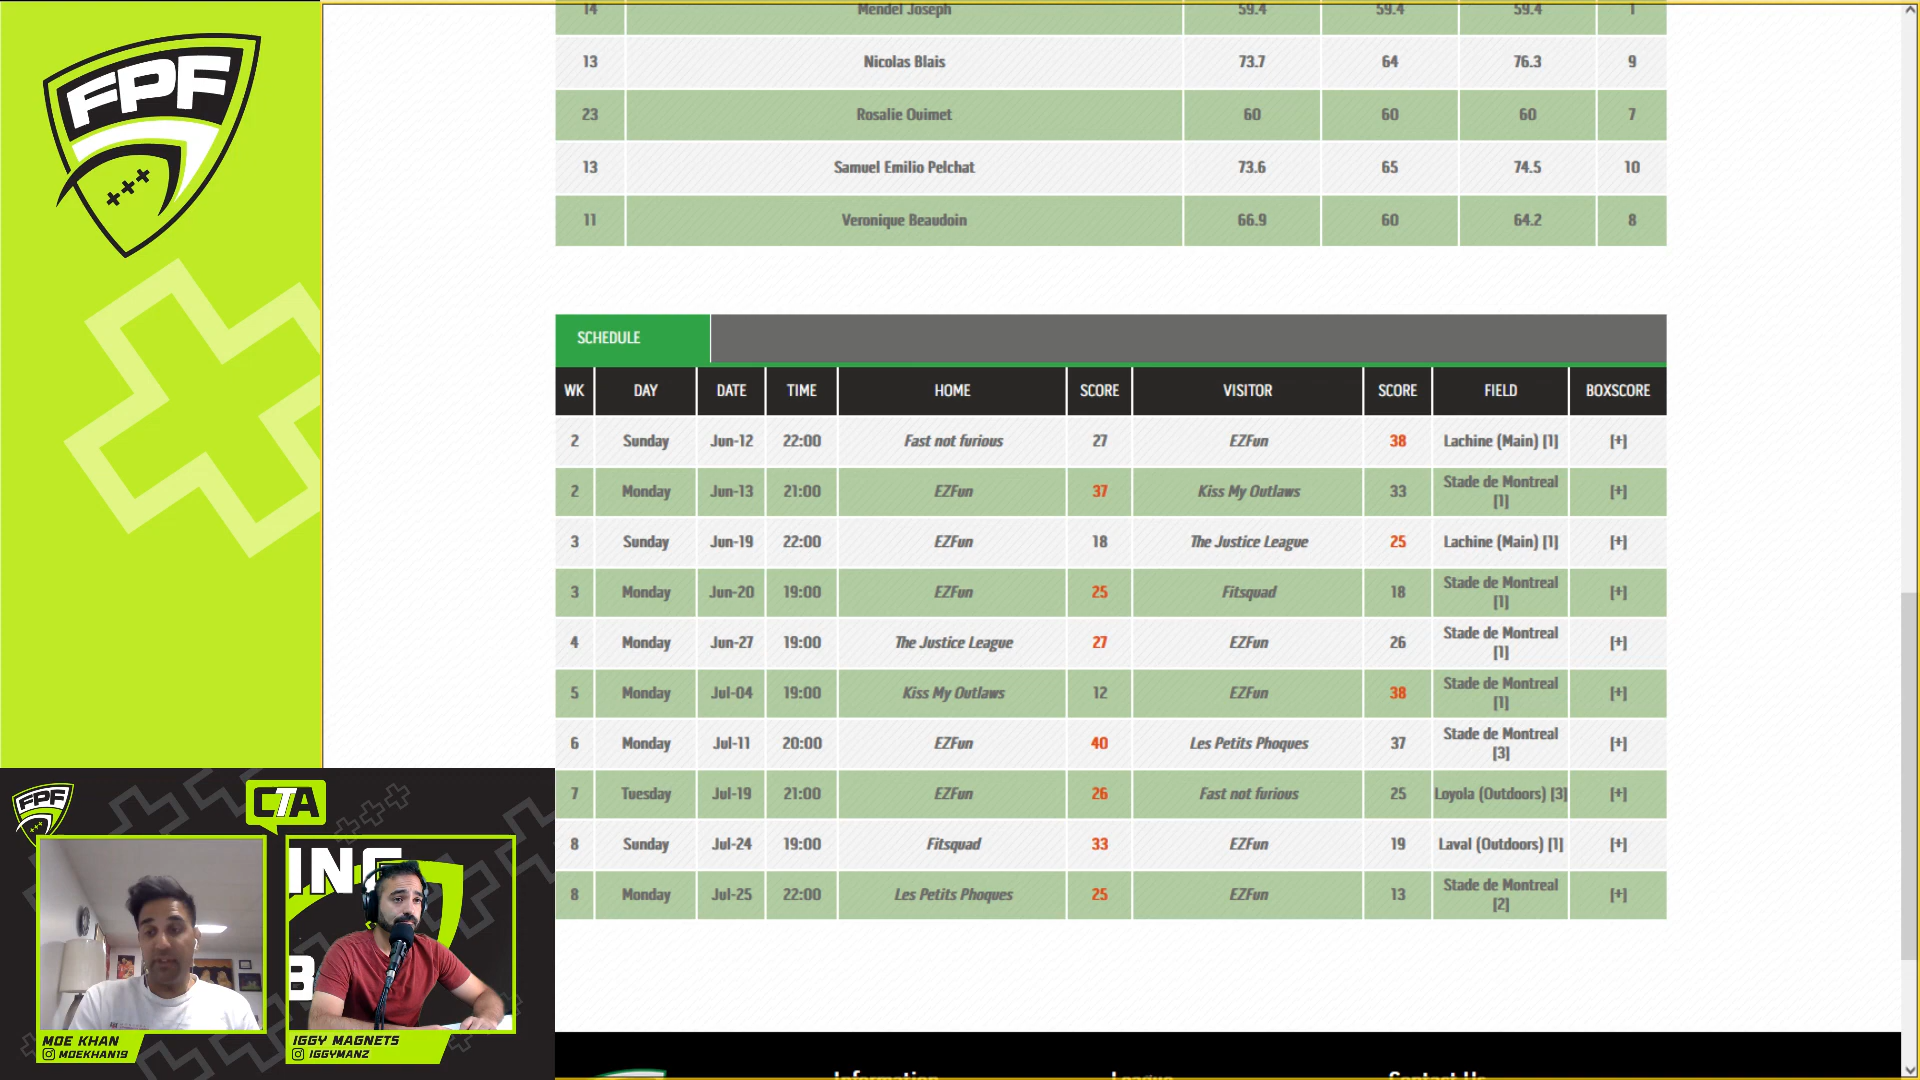 FPF
14 Mendel Joseph 59.4 59.4 59.4 1
13 Nicolas Blais 73.7 64 76.3 9
23 Rosalie Ouimet 60 60 60 7
13 Samuel Emilio Pelchat 73.6 65 74.5 10
11 Veronique Beaudoin 66.9 60 64.2 8
SCHEDULE
WK DAY DATE TIME HOME SCORE VISITOR SCORE FIELD BOXSCORE
2 Sunday Jun-12 22:00 Fast not furious 27 EZFun 38 Lachine (Main) [1] [+]
2 Monday Jun-13 21:00 EZFun 37 Kiss My Outlaws 33 Stade de Montreal [1] [+]
3 Sunday Jun-19 22:00 EZFun 18 The Justice League 25 Lachine (Main) [1] [+]
3 Monday Jun-20 19:00 EZFun 25 Fitsquad 18 Stade de Montreal [1] [+]
4 Monday Jun-27 19:00 The Justice League 27 EZFun 26 Stade de Montreal [1] [+]
5 Monday Jul-04 19:00 Kiss My Outlaws 12 EZFun 38 Stade de Montreal [1] [+]
6 Monday Jul-11 20:00 EZFun 40 Les Petits Phoques 37 Stade de Montreal [3] [+]
7 Tuesday Jul-19 21:00 EZFun 26 Fast not furious 25 Loyola (Outdoors) [3] [+]
8 Sunday Jul-24 19:00 Fitsquad 33 EZFun 19 Laval (Outdoors) [1] [+]
8 Monday Jul-25 22:00 Les Petits Phoques 25 EZFun 13 Stade de Montreal [2] [+]
FPF
CTA
ING
B
MOE KHAN
MOEKHAN19
IGGY MAGNETS
IGGYMANZ
Information League Contact Us